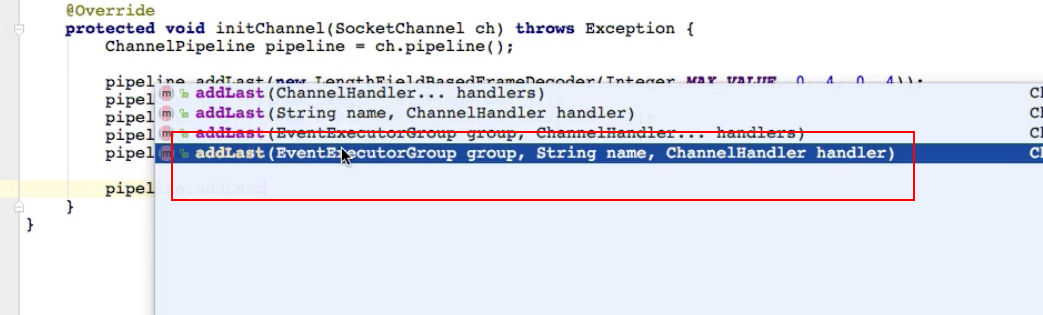 @Override
protected void initChannel(SocketChannel ch) throws Exception {
ChannelPipeline pipeline = ch.pipeline();
pipeline.addLast(new LengthFieldBasedFrameDecoder(Integer.MAX_VALUE, 0, 4, 0, 4));
pipel m addLast(ChannelHandler... handlers) Ch
pipel m addLast(String name, ChannelHandler handler) Ch
pipel m addLast(EventExecutorGroup group, ChannelHandler... handlers) Ch
pipel m addLast(EventExecutorGroup group, String name, ChannelHandler handler) Ch
pipeline.addLast
}
}